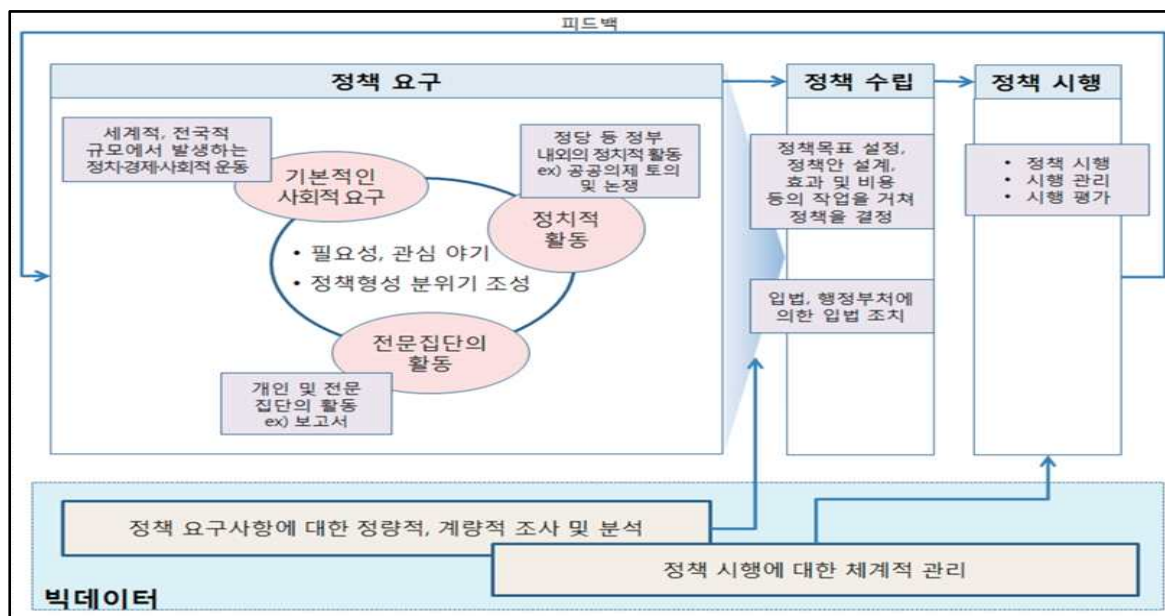 피드백
정책 요구
정책 수립
정책 시행
세계적, 전국적
규모에서 발생하는
정치·경제·사회적 운동
기본적인
사회적 요구
정당 등 정부
내외의 정치적 활동
ex) 공공의제 토의
및 논쟁
정치적
활동
• 필요성, 관심 야기
• 정책형성 분위기 조성
전문집단의
활동
개인 및 전문
집단의 활동
ex) 보고서
정책목표 설정,
정책안 설계,
효과 및 비용
등의 작업을 거쳐
정책을 결정
입법, 행정부처에
의한 입법 조치
• 정책 시행
• 시행 관리
• 시행 평가
정책 요구사항에 대한 정량적, 계량적 조사 및 분석
정책 시행에 대한 체계적 관리
빅데이터